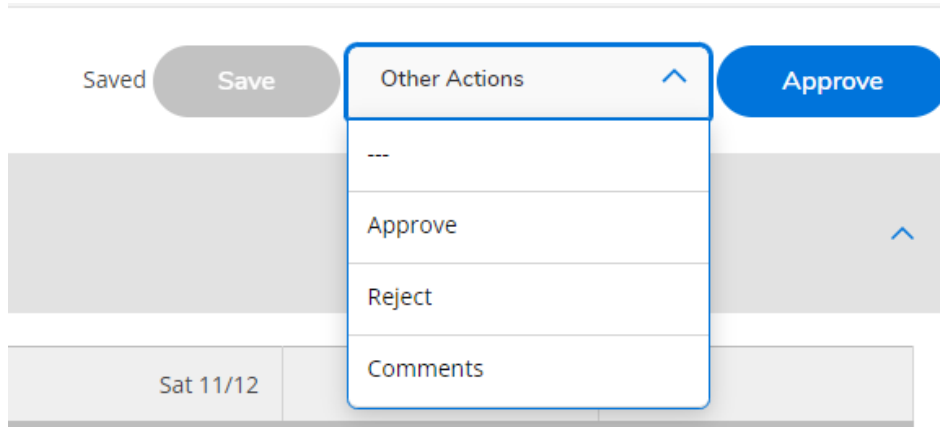 Saved Save Other Actions Approve
---
Approve
Reject
Comments
Sat 11/12